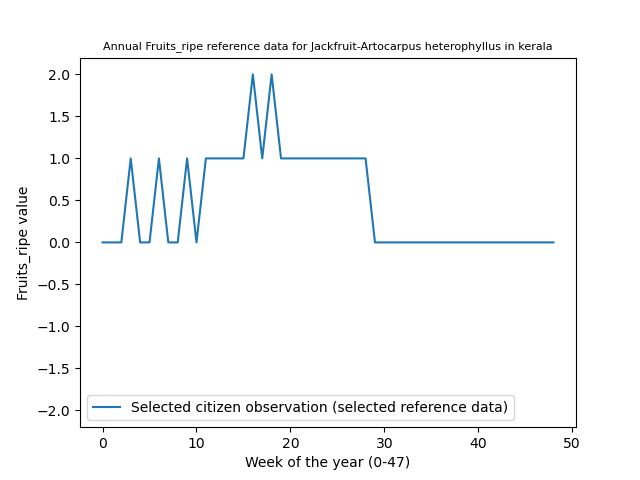 Annual Fruits_ripe reference data for Jackfruit-Artocarpus heterophyllus in kerala
2.0
1.5
1.0
0.5
0.0
−0.5
−1.0
−1.5
−2.0
Fruits_ripe value
Selected citizen observation (selected reference data)
0 10 20 30 40 50
Week of the year (0-47)